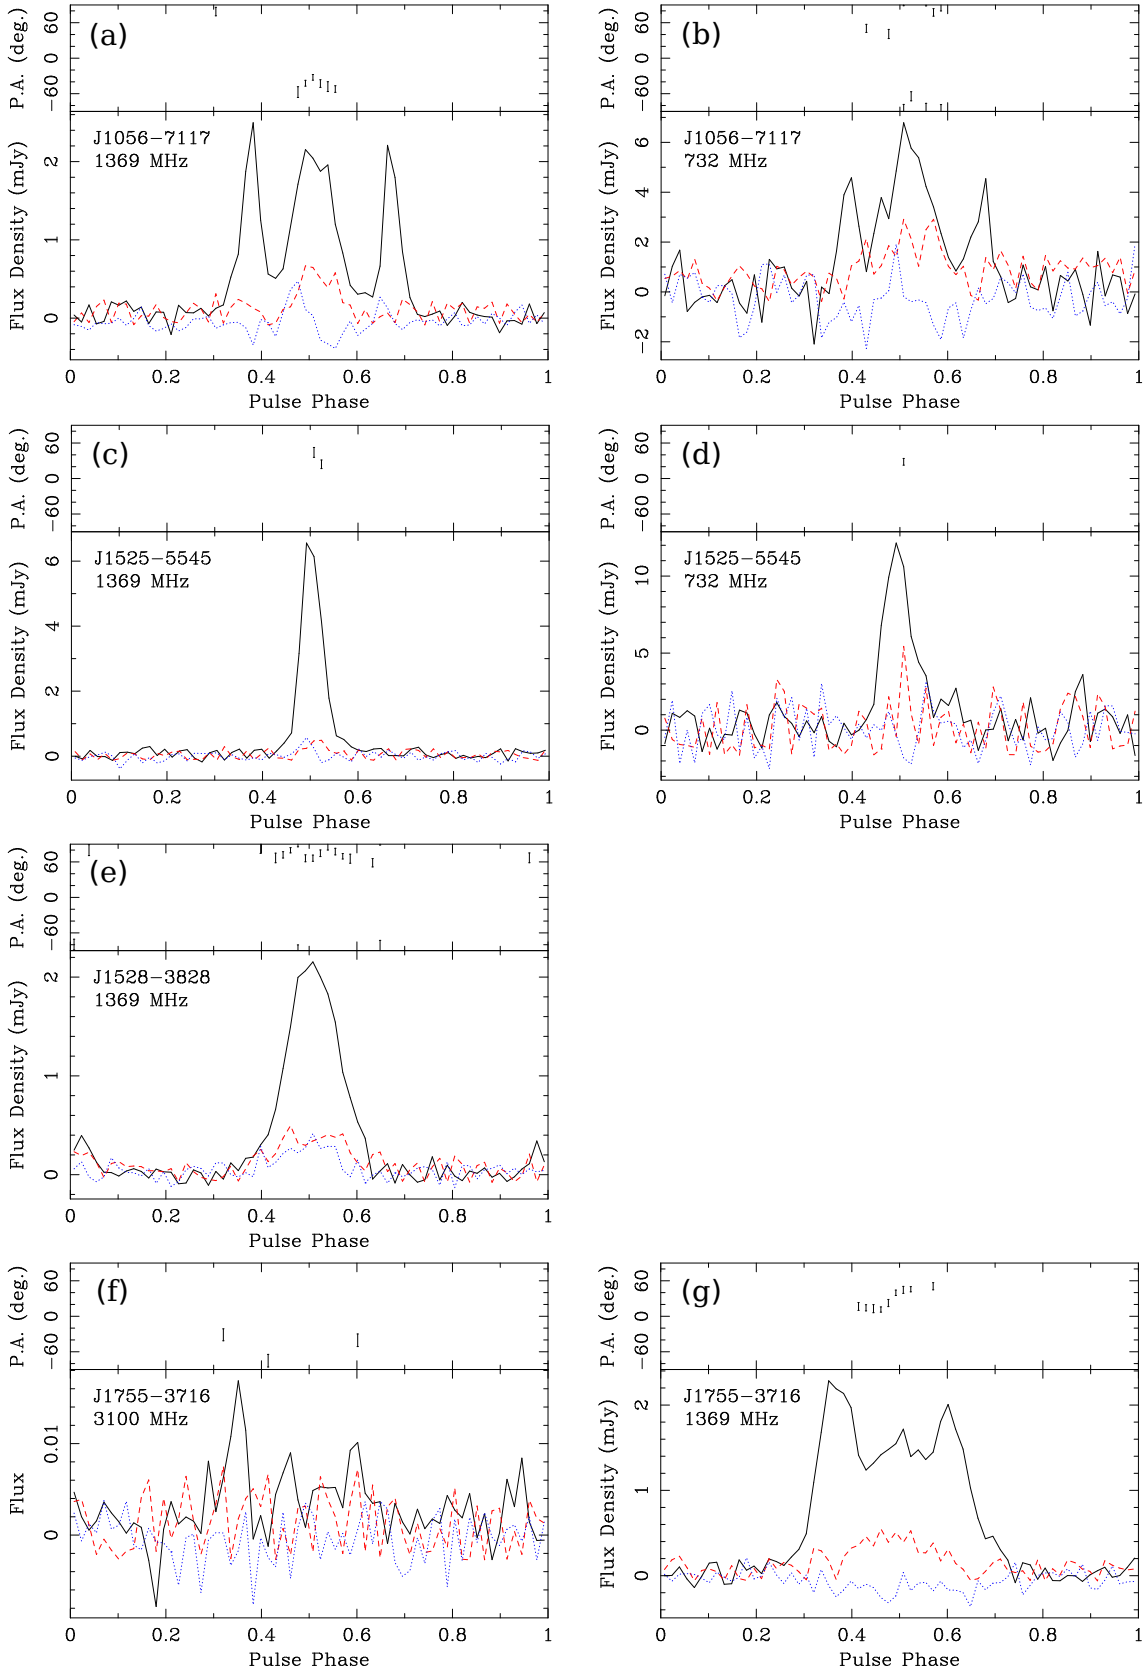 (a)
P.A. (deg.)
60
0
−60
J1056−7117
1369 MHz
Flux Density (mJy)
2
1
0
0 0.2 0.4 0.6 0.8 1
Pulse Phase
(b)
P.A. (deg.)
60
0
−60
J1056−7117
732 MHz
Flux Density (mJy)
6
4
2
0
−2
0 0.2 0.4 0.6 0.8 1
Pulse Phase
(c)
P.A. (deg.)
60
0
−60
J1525−5545
1369 MHz
Flux Density (mJy)
6
4
2
0
0 0.2 0.4 0.6 0.8 1
Pulse Phase
(d)
P.A. (deg.)
60
0
−60
J1525−5545
732 MHz
Flux Density (mJy)
10
5
0
0 0.2 0.4 0.6 0.8 1
Pulse Phase
(e)
P.A. (deg.)
60
0
−60
J1528−3828
1369 MHz
Flux Density (mJy)
2
1
0
0 0.2 0.4 0.6 0.8 1
Pulse Phase
(f)
P.A. (deg.)
60
0
−60
J1755−3716
3100 MHz
Flux
0.01
0
0 0.2 0.4 0.6 0.8 1
Pulse Phase
(g)
P.A. (deg.)
60
0
−60
J1755−3716
1369 MHz
Flux Density (mJy)
2
1
0
0 0.2 0.4 0.6 0.8 1
Pulse Phase